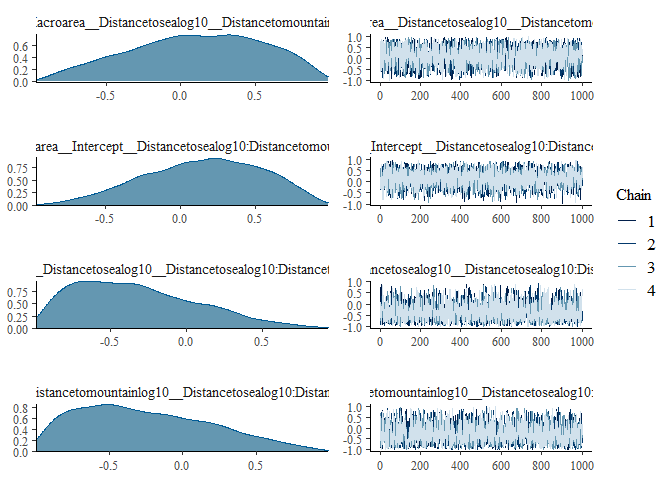 acroarea__Distancetosealog10__Distancetomountain
rea__Distancetosealog10__Distancetomo
0.6
0.4
0.2
0.0
-0.5 0.0 0.5
1.0
0.5
0.0
-0.5
-1.0
0 200 400 600 800 1000
area__Intercept__Distancetosealog10:Distancetomou
Intercept__Distancetosealog10:Distanc
0.75
0.50
0.25
0.00
-0.5 0.0 0.5
1.0
0.5
0.0
-0.5
-1.0
0 200 400 600 800 1000
Chain
1
2
3
4
_Distancetosealog10__Distancetosealog10:Distancet
ncetosealog10__Distancetosealog10:Dis
0.75
0.50
0.25
0.00
-0.5 0.0 0.5
1.0
0.5
0.0
-0.5
-1.0
0 200 400 600 800 1000
istancetomountainlog10__Distancetosealog10:Distan
etomountainlog10__Distancetosealog10:
0.8
0.6
0.4
0.2
0.0
-0.5 0.0 0.5
1.0
0.5
0.0
-0.5
-1.0
0 200 400 600 800 1000